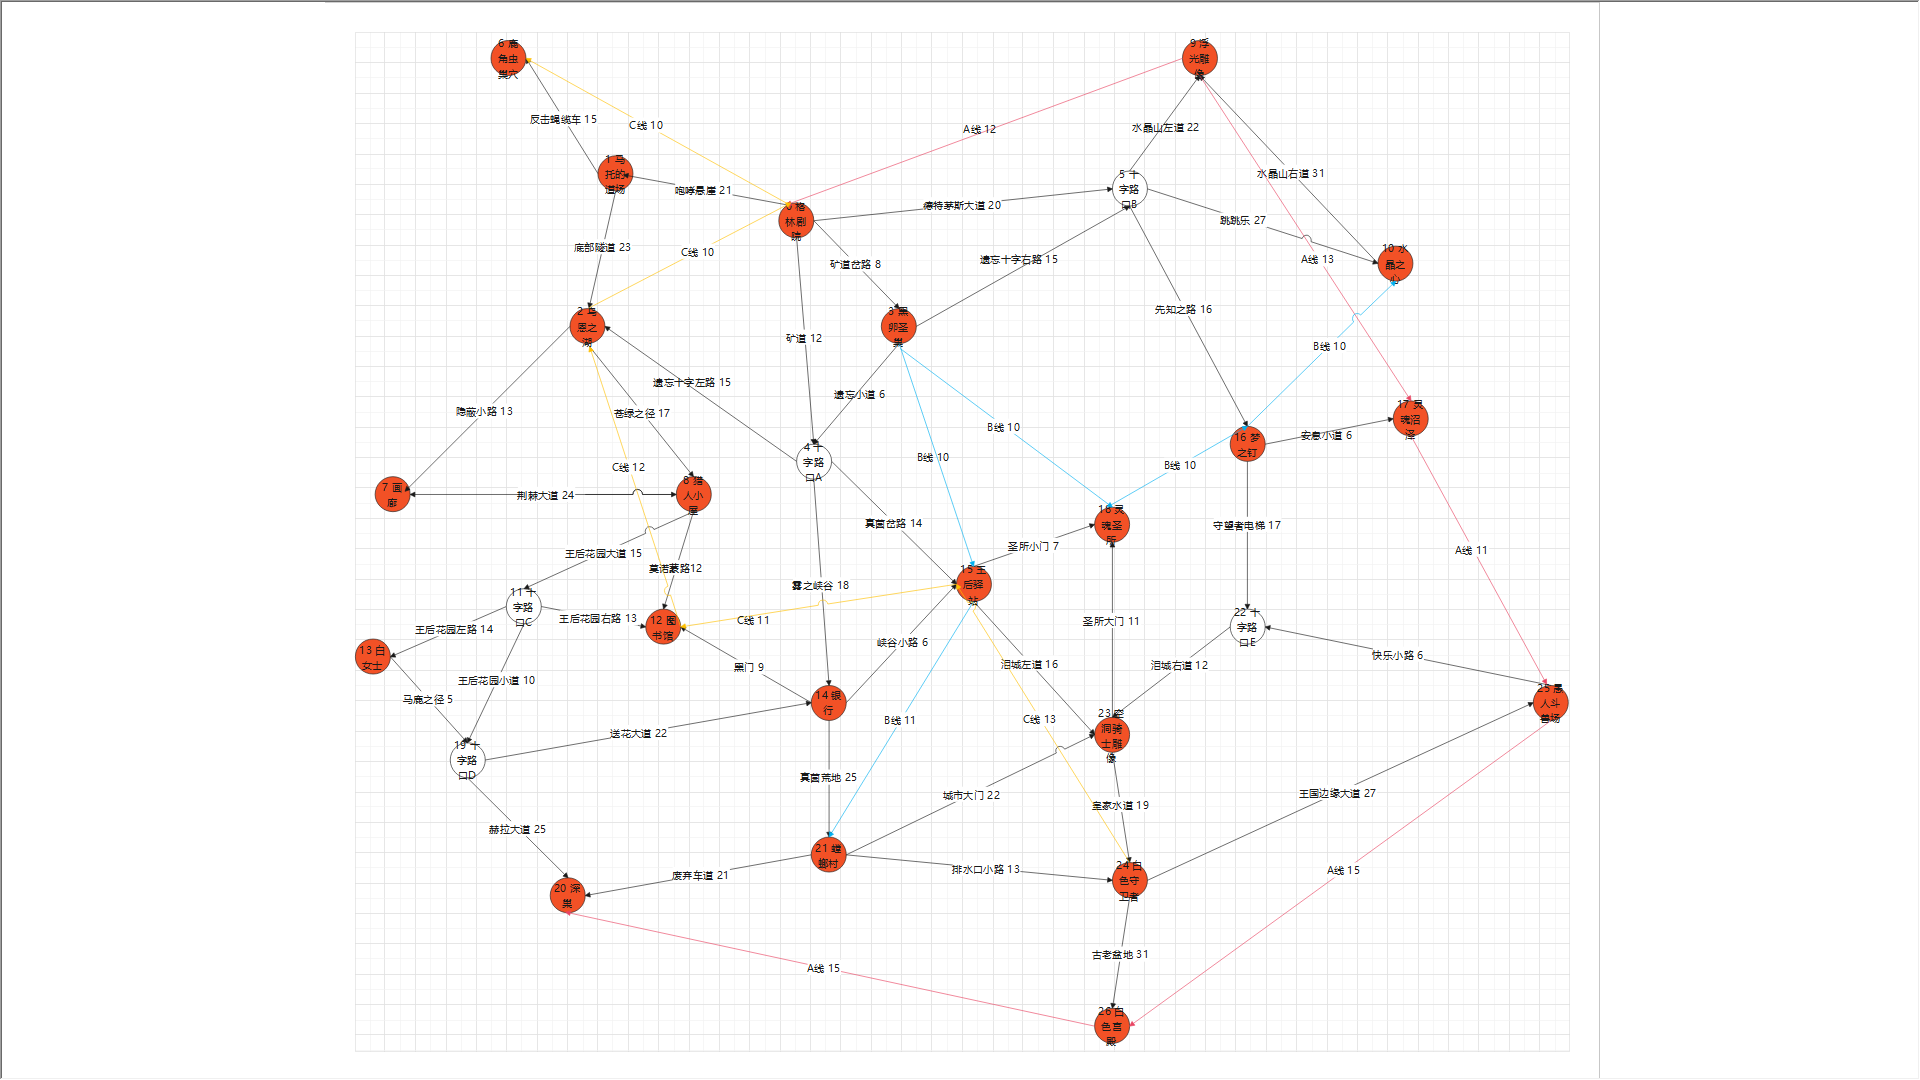 6 鹿
角虫
巢穴
9 浮
光雕
像
反击蝇缆车 15
C线 10
A线 12
水晶山左道 22
1 马
托的
道场
咆哮悬崖 21
水晶山右道 31
5 十
字路
口B
德特茅斯大道 20
0 格
林剧
院
跳跳乐 27
底部隧道 23
C线 10
矿道岔路 8
遗忘十字右路 15
A线 13
10 水
晶之
心
2 乌
恩之
湖
3 黑
卵圣
巢
先知之路 16
矿道 12
B线 10
遗忘十字左路 15
遗忘小道 6
隐蔽小路 13
苍绿之径 17
B线 10
17 灵
魂沼
泽
安息小道 6
16 梦
之钉
4 十
字路
口A
B线 10
C线 12
B线 10
7 画
廊
荆棘大道 24
8 猎
人小
屋
真菌岔路 14
18 灵
魂圣
所
守望者电梯 17
圣所小门 7
A线 11
王后花园大道 15
莫诺蒙路12
雾之峡谷 18
15 王
后驿
站
11 十
字路
口C
王后花园右路 13
12 图
书馆
C线 11
圣所大门 11
22 十
字路
口E
王后花园左路 14
峡谷小路 6
13 白
女士
黑门 9
泪城左道 16
泪城右道 12
快乐小路 6
王后花园小道 10
马鹿之径 5
14 银
行
25 愚
人斗
兽场
B线 11
C线 13
23 空
洞骑
士雕
像
送花大道 22
19 十
字路
口D
真菌荒地 25
城市大门 22
王国边缘大道 27
皇家水道 19
赫拉大道 25
21 螳
螂村
废弃车道 21
排水口小路 13
24 白
色守
卫者
A线 15
20 深
巢
古老盆地 31
A线 15
26 白
色宫
殿